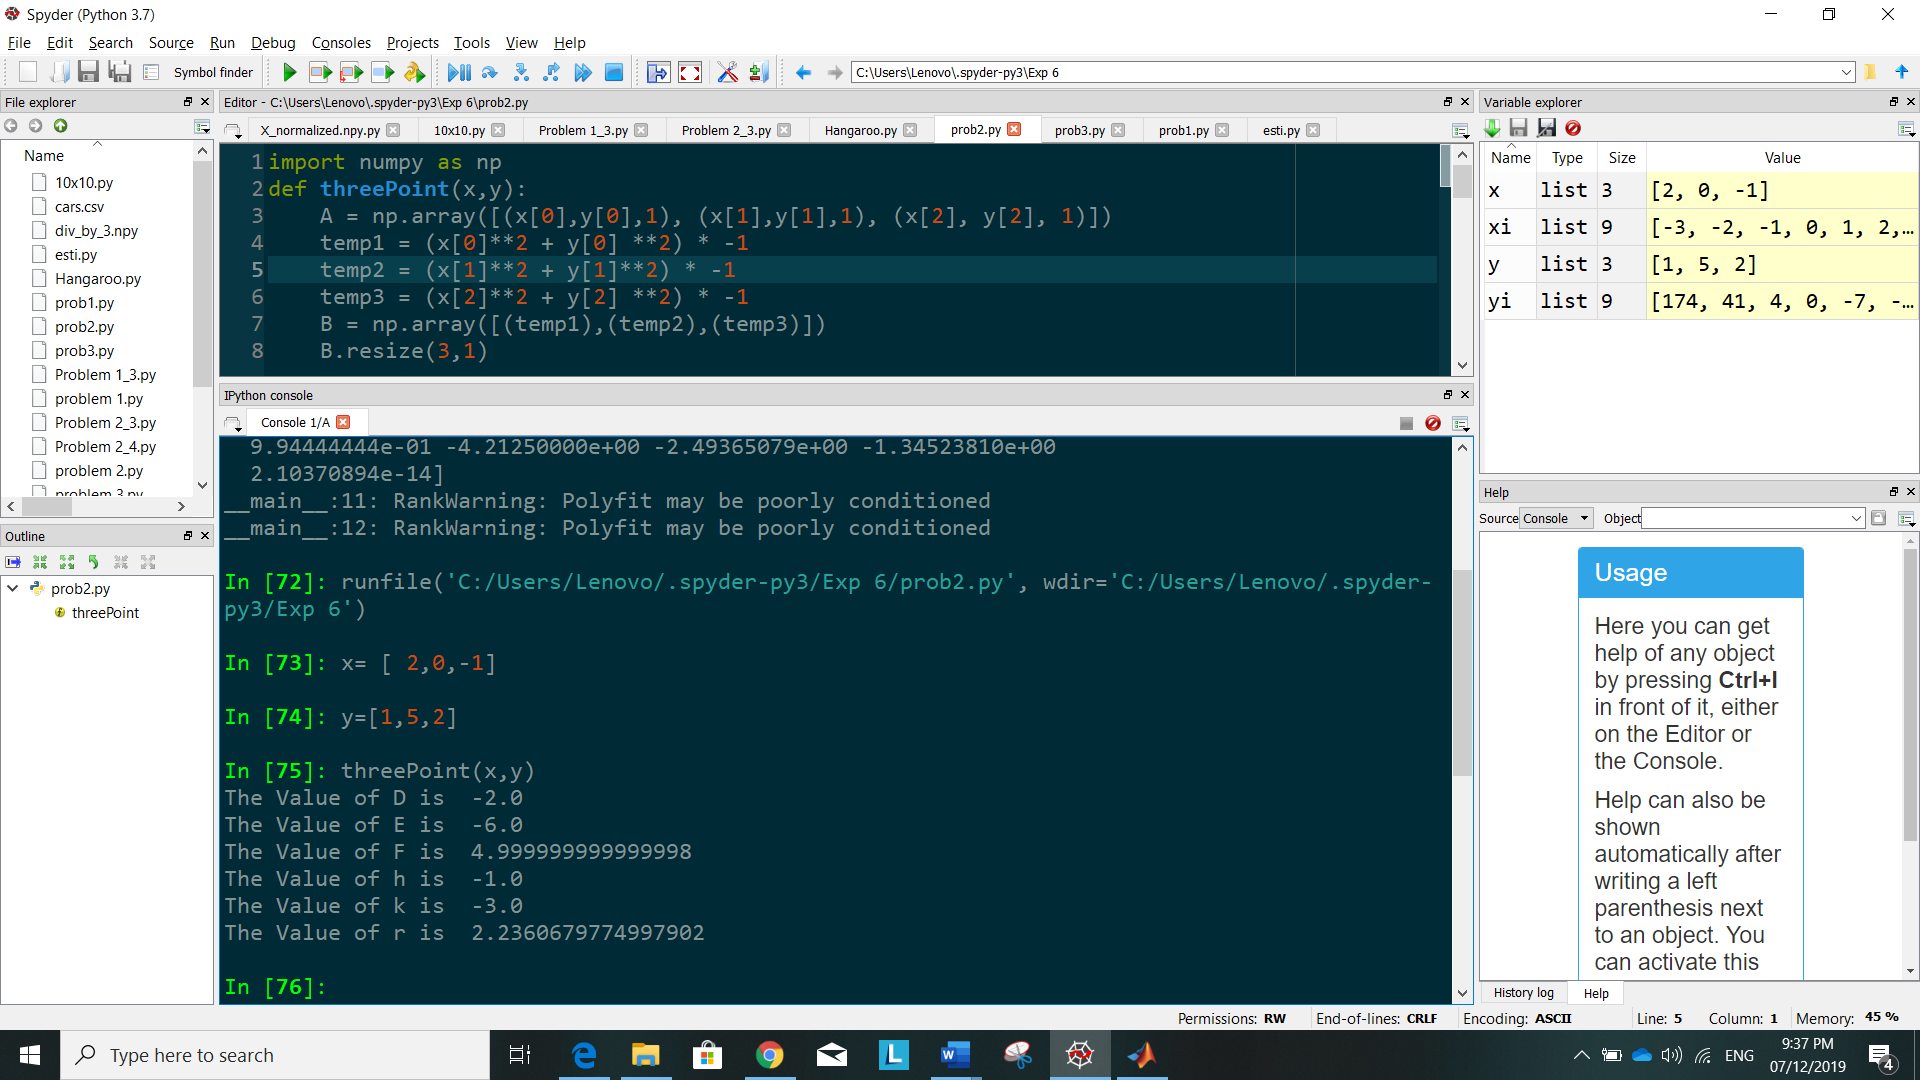 Spyder (Python 3.7)
File Edit Search Source Run Debug Consoles Projects Tools View Help
Symbol finder
C:\Users\Lenovo\.spyder-py3\Exp 6
File explorer
Name
10x10.py
cars.csv
div_by_3.npy
esti.py
Hangaroo.py
prob1.py
prob2.py
prob3.py
Problem 1_3.py
problem 1.py
Problem 2_3.py
Problem 2_4.py
problem 2.py
problem 3.py
Outline
prob2.py
threePoint
Editor - C:\Users\Lenovo\.spyder-py3\Exp 6\prob2.py
X_normalized.npy.py 10x10.py Problem 1_3.py Problem 2_3.py Hangaroo.py prob2.py prob3.py prob1.py esti.py
1 import numpy as np
2 def threePoint(x,y):
3     A = np.array([(x[0],y[0],1), (x[1],y[1],1), (x[2], y[2], 1)])
4     temp1 = (x[0]**2 + y[0] **2) * -1
5     temp2 = (x[1]**2 + y[1]**2) * -1
6     temp3 = (x[2]**2 + y[2] **2) * -1
7     B = np.array([(temp1),(temp2),(temp3)])
8     B.resize(3,1)
IPython console
Console 1/A
9.94444444e-01 -4.21250000e+00 -2.49365079e+00 -1.34523810e+00
2.10370894e-14]
__main__:11: RankWarning: Polyfit may be poorly conditioned
__main__:12: RankWarning: Polyfit may be poorly conditioned
In [72]: runfile('C:/Users/Lenovo/.spyder-py3/Exp 6/prob2.py', wdir='C:/Users/Lenovo/.spyder-
py3/Exp 6')
In [73]: x= [ 2,0,-1]
In [74]: y=[1,5,2]
In [75]: threePoint(x,y)
The Value of D is  -2.0
The Value of E is  -6.0
The Value of F is  4.999999999999998
The Value of h is  -1.0
The Value of k is  -3.0
The Value of r is  2.2360679774997902
In [76]:
Variable explorer
Name Type Size Value
x list 3 [2, 0, -1]
xi list 9 [-3, -2, -1, 0, 1, 2,...
y list 3 [1, 5, 2]
yi list 9 [174, 41, 4, 0, -7, -...
Help
Source Console Object
Usage
Here you can get
help of any object
by pressing Ctrl+I
in front of it, either
on the Editor or
the Console.
Help can also be
shown
automatically after
writing a left
parenthesis next
to an object. You
can activate this
History log Help
Permissions: RW End-of-lines: CRLF Encoding: ASCII Line: 5 Column: 1 Memory: 45 %
Type here to search
ENG
9:37 PM
07/12/2019
4